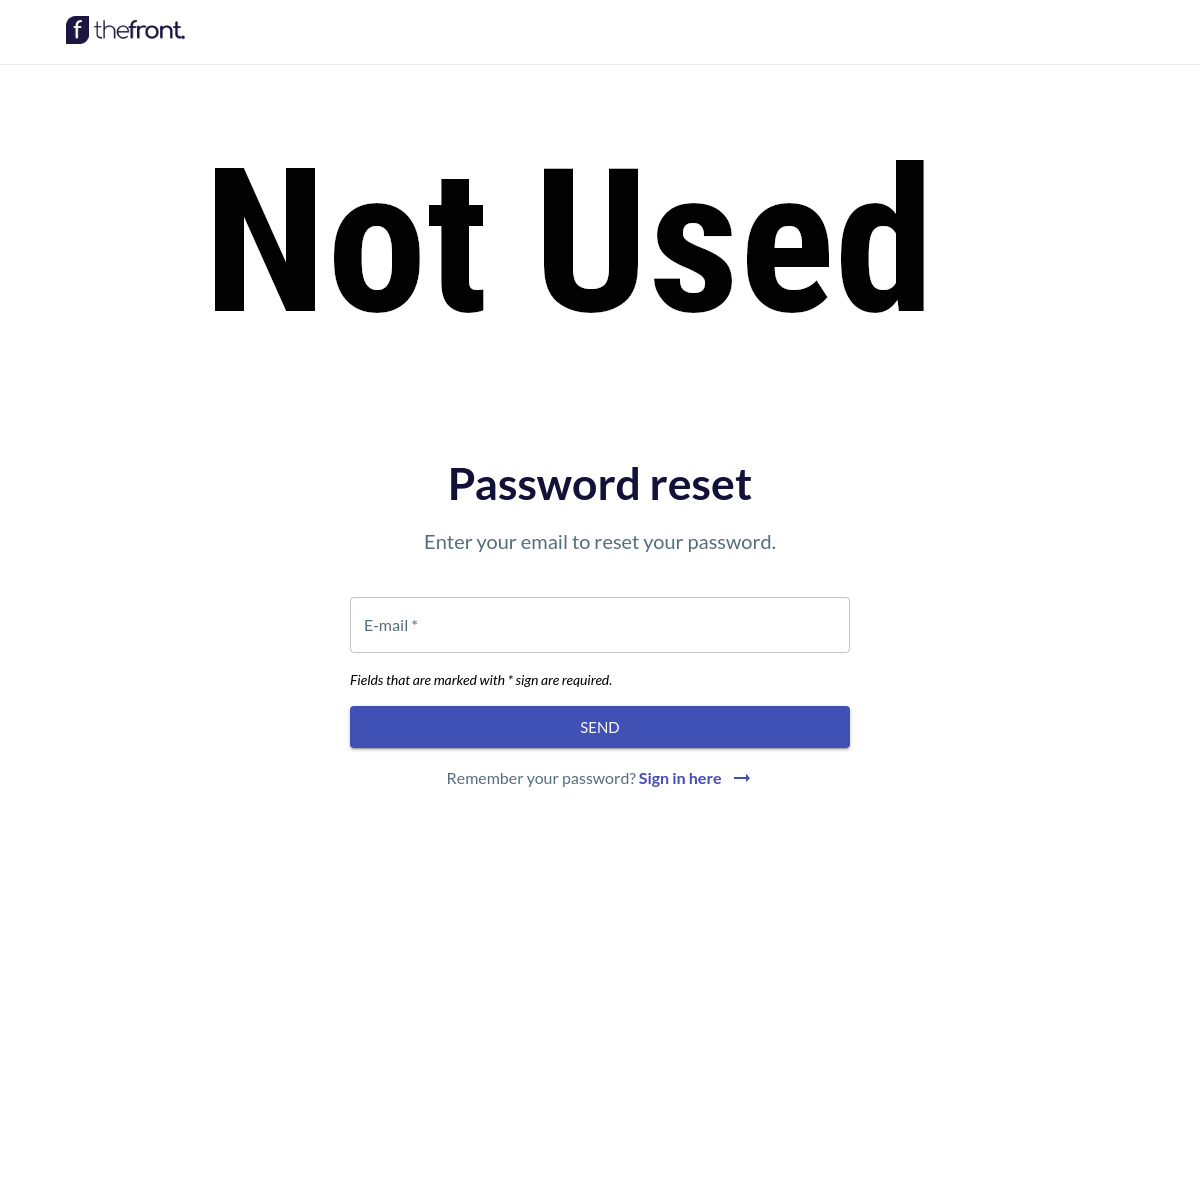 thefront.
Not Used
Password reset
Enter your email to reset your password.
E-mail *
Fields that are marked with * sign are required.
SEND
Remember your password? Sign in here